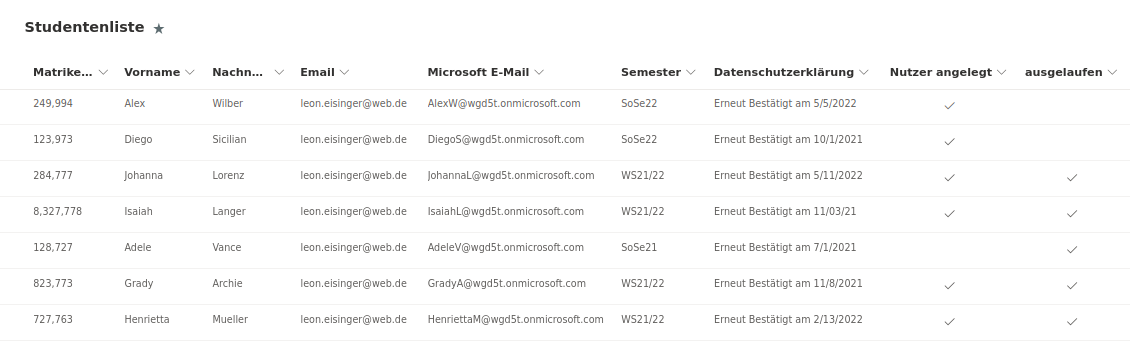 Studentenliste
Matrike... Vorname Nachn... Email Microsoft E-Mail Semester Datenschutzerklärung Nutzer angelegt ausgelaufen
249,994 Alex Wilber leon.eisinger@web.de AlexW@wgd5t.onmicrosoft.com SoSe22 Erneut Bestätigt am 5/5/2022
123,973 Diego Sicilian leon.eisinger@web.de DiegoS@wgd5t.onmicrosoft.com SoSe22 Erneut Bestätigt am 10/1/2021
284,777 Johanna Lorenz leon.eisinger@web.de JohannaL@wgd5t.onmicrosoft.com WS21/22 Erneut Bestätigt am 5/11/2022
8,327,778 Isaiah Langer leon.eisinger@web.de IsaiahL@wgd5t.onmicrosoft.com WS21/22 Erneut Bestätigt am 11/03/21
128,727 Adele Vance leon.eisinger@web.de AdeleV@wgd5t.onmicrosoft.com SoSe21 Erneut Bestätigt am 7/1/2021
823,773 Grady Archie leon.eisinger@web.de GradyA@wgd5t.onmicrosoft.com WS21/22 Erneut Bestätigt am 11/8/2021
727,763 Henrietta Mueller leon.eisinger@web.de HenriettaM@wgd5t.onmicrosoft.com WS21/22 Erneut Bestätigt am 2/13/2022